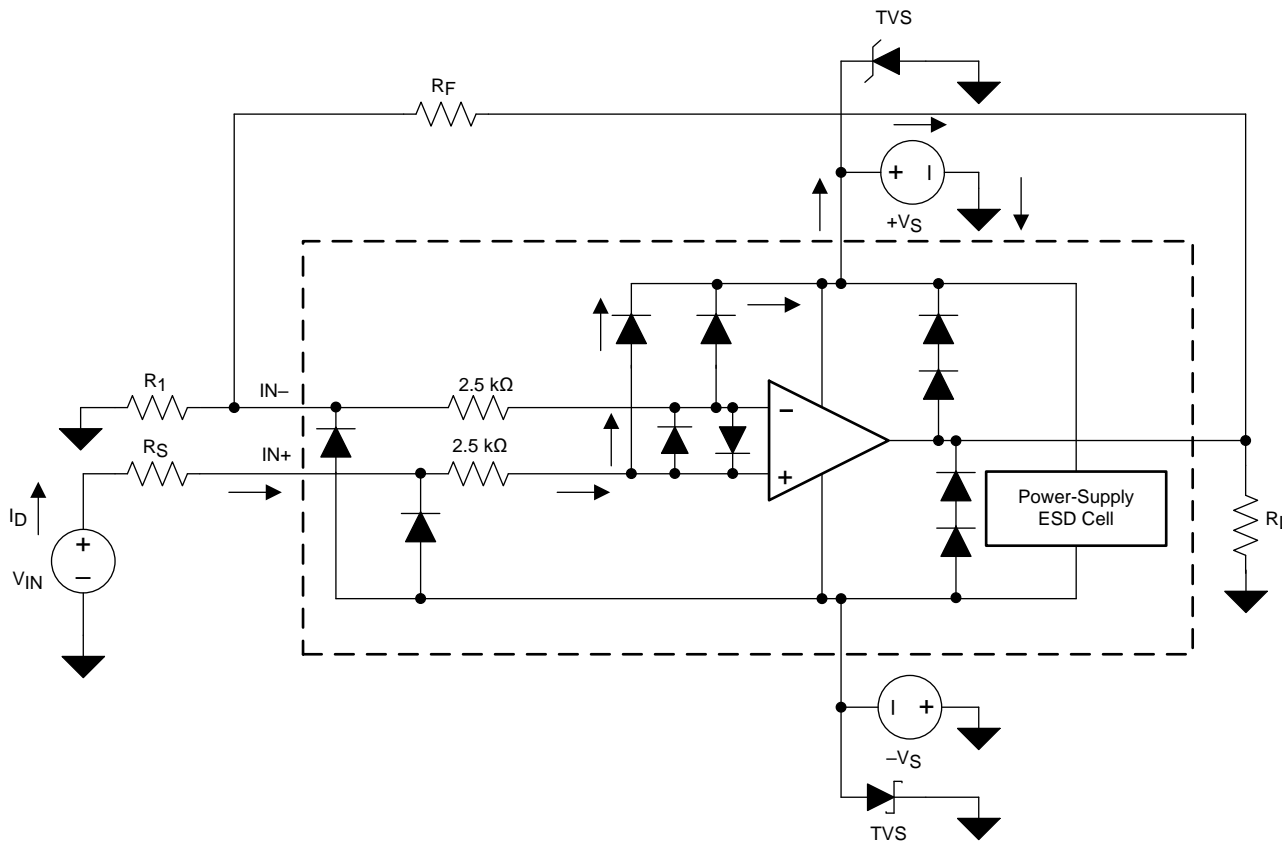 TVS
RF
+
–
+VS
R1
IN–
2.5 kΩ
RS
IN+
2.5 kΩ
–
+
ID
+
–
VIN
Power-Supply
ESD Cell
– +
–VS
TVS